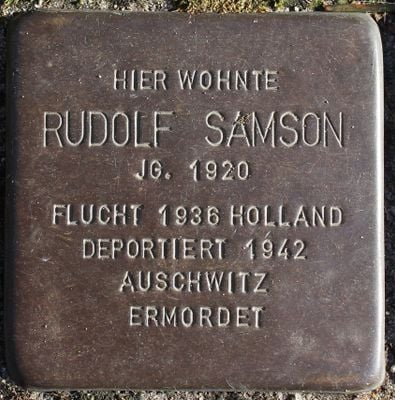 HIER WOHNTE
RUDOLF SAMSON
JG. 1920
FLUCHT 1936 HOLLAND
DEPORTIERT 1942
AUSCHWITZ
ERMORDET